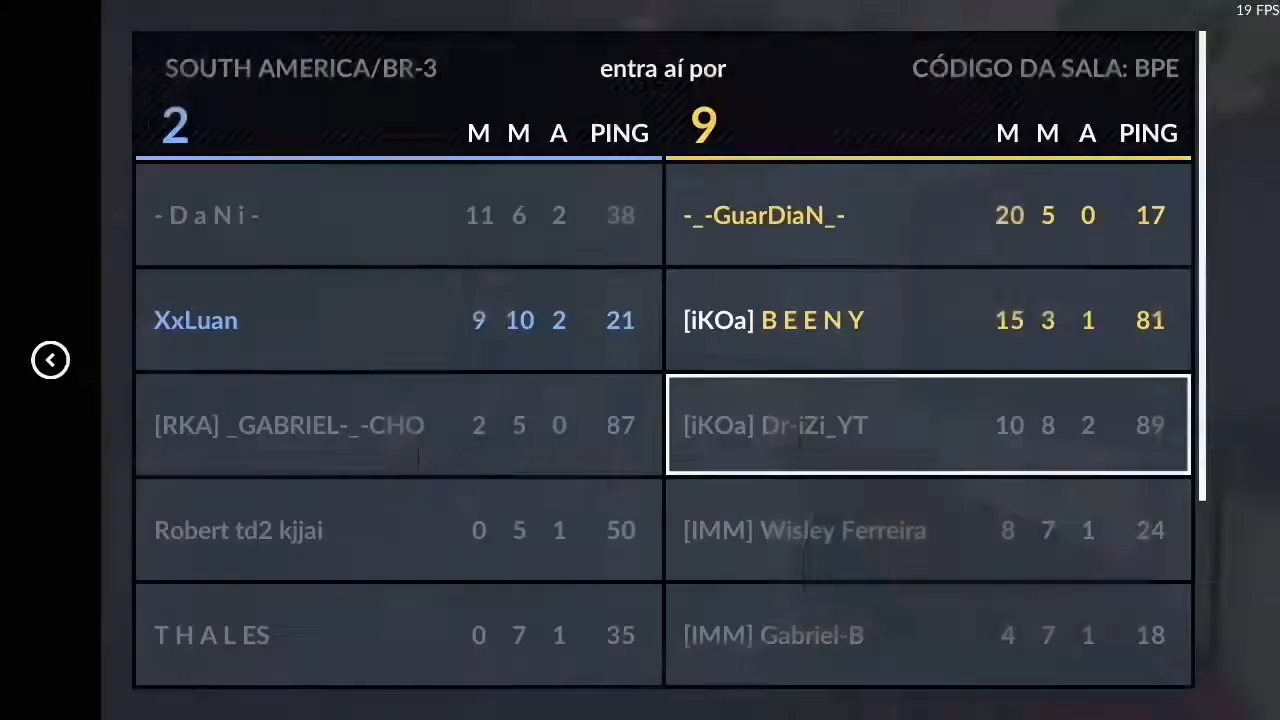 19 FPS
SOUTH AMERICA/BR-3 entra aí por CÓDIGO DA SALA: BPE
2 M M A PING 9 M M A PING
- D a N i - 11 6 2 38 -_-GuarDiaN_- 20 5 0 17
XxLuan 9 10 2 21 [iKOa] B E E N Y 15 3 1 81
[RKA] _GABRIEL-_-CHO 2 5 0 87 [iKOa] Dr-iZi_YT 10 8 2 89
Robert td2 kjjai 0 5 1 50 [IMM] Wisley Ferreira 8 7 1 24
T H A L ES 0 7 1 35 [IMM] Gabriel-B 4 7 1 18